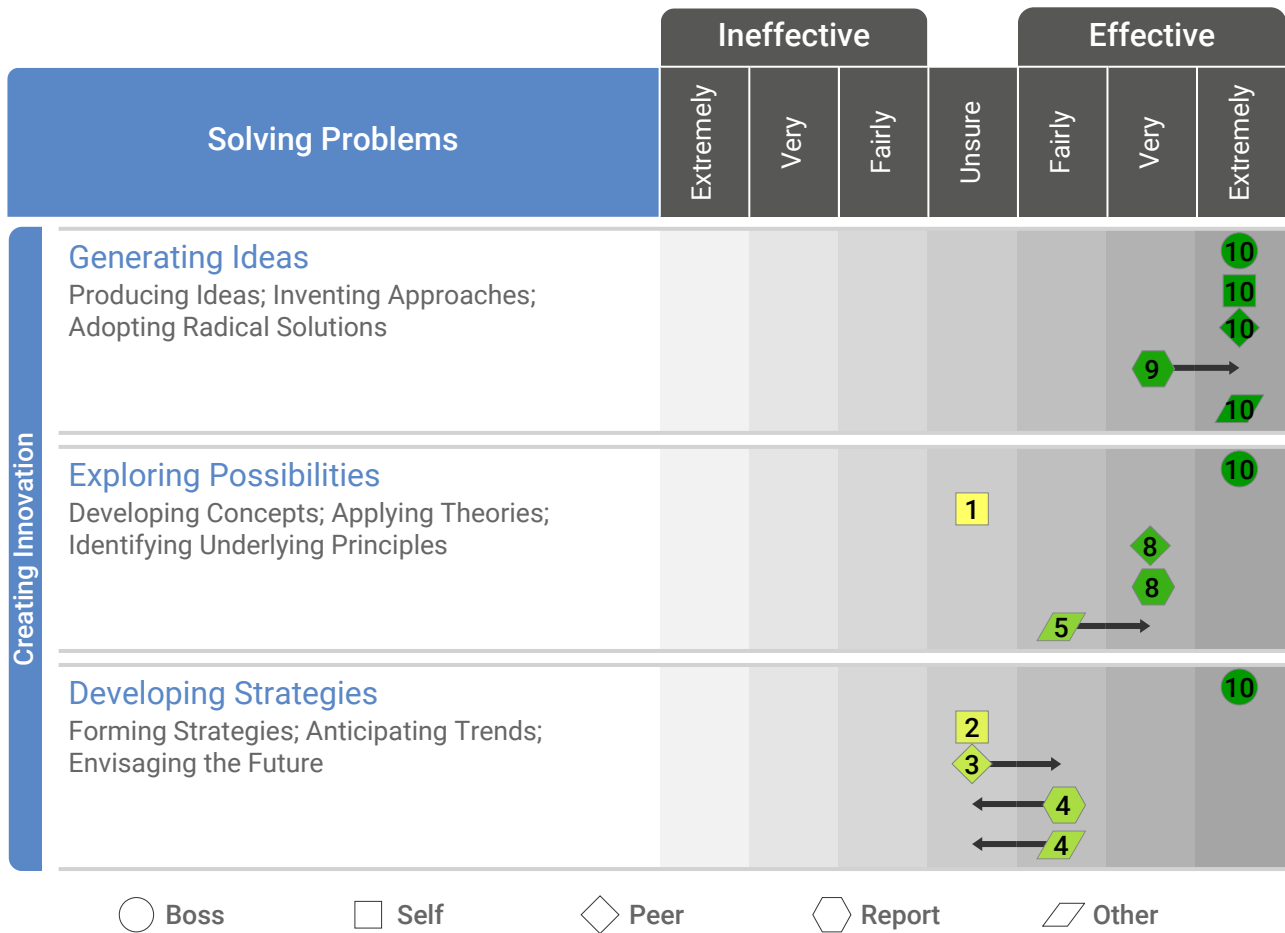 Ineffective
Effective
Solving Problems
Extremely
Very
Fairly
Unsure
Fairly
Very
Extremely
Creating Innovation
Generating Ideas
Producing Ideas; Inventing Approaches;
Adopting Radical Solutions
10
10
10
9
10
Exploring Possibilities
Developing Concepts; Applying Theories;
Identifying Underlying Principles
10
1
8
8
5
Developing Strategies
Forming Strategies; Anticipating Trends;
Envisaging the Future
10
2
3
4
4
Boss
Self
Peer
Report
Other